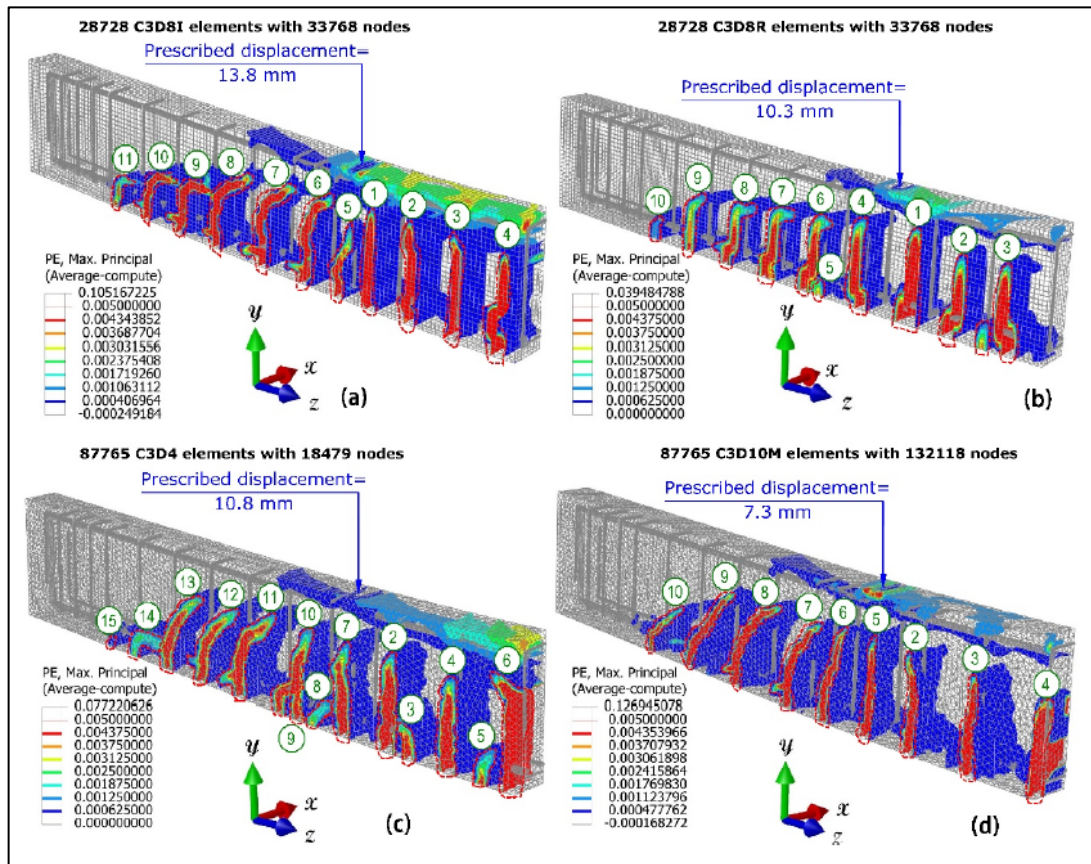 28728 C3D8I elements with 33768 nodes
Prescribed displacement=
13.8 mm
11
10
9
8
7
6
5
1
2
3
4
PE, Max. Principal
(Average-compute)
0.105167225
0.005000000
0.004343852
0.003687704
0.003031556
0.002375408
0.001719260
0.001063112
0.000406964
-0.000249184
y
x
z
(a)
28728 C3D8R elements with 33768 nodes
Prescribed displacement=
10.3 mm
10
9
8
7
6
5
4
1
2
3
PE, Max. Principal
(Average-compute)
0.039484788
0.005000000
0.004375000
0.003750000
0.003125000
0.002500000
0.001875000
0.001250000
0.000625000
0.000000000
y
x
z
(b)
87765 C3D4 elements with 18479 nodes
Prescribed displacement=
10.8 mm
15
14
13
12
11
10
9
8
7
2
3
4
5
6
PE, Max. Principal
(Average-compute)
0.077220626
0.005000000
0.004375000
0.003750000
0.003125000
0.002500000
0.001875000
0.001250000
0.000625000
0.000000000
y
x
z
(c)
87765 C3D10M elements with 132118 nodes
Prescribed displacement=
7.3 mm
10
9
8
7
6
5
2
3
4
PE, Max. Principal
(Average-compute)
0.126945078
0.005000000
0.004353966
0.003707932
0.003061898
0.002415864
0.001769830
0.001123796
0.000477762
-0.000168272
y
x
z
(d)